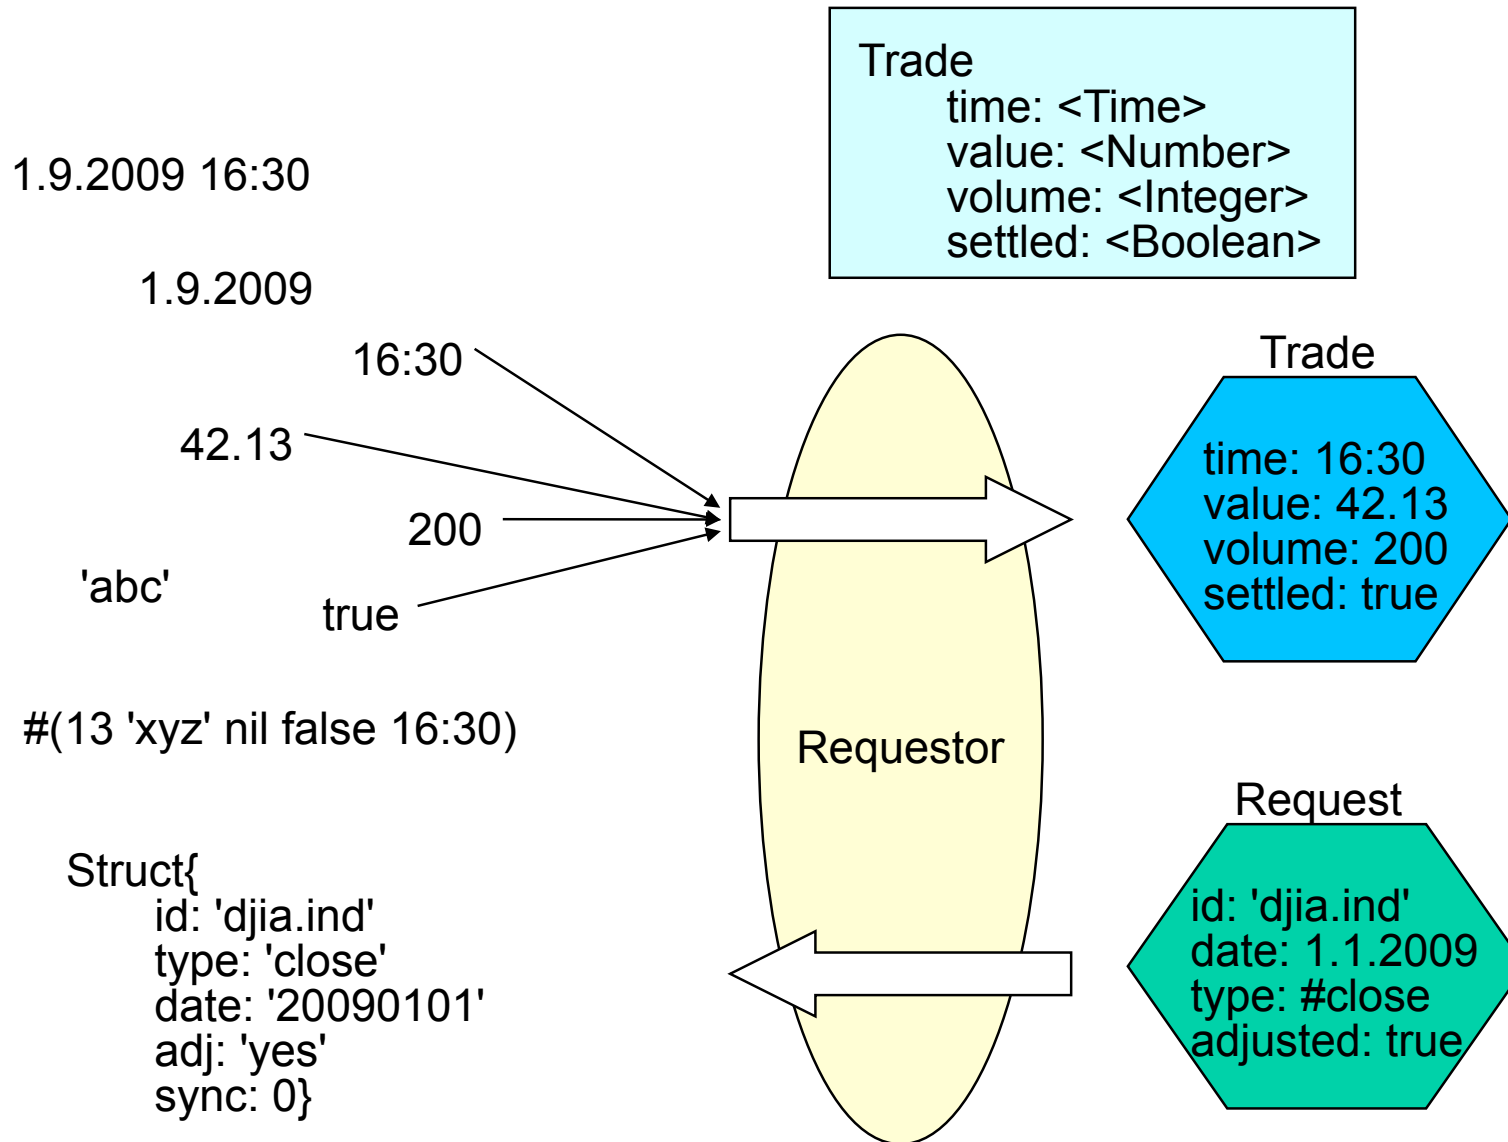 Trade
time: <Time>
value: <Number>
volume: <Integer>
settled: <Boolean>
1.9.2009 16:30
1.9.2009
16:30
42.13
200
'abc'
true
#(13 'xyz' nil false 16:30)
Struct{
id: 'djia.ind'
type: 'close'
date: '20090101'
adj: 'yes'
sync: 0}
Requestor
Trade
time: 16:30
value: 42.13
volume: 200
settled: true
Request
id: 'djia.ind'
date: 1.1.2009
type: #close
adjusted: true